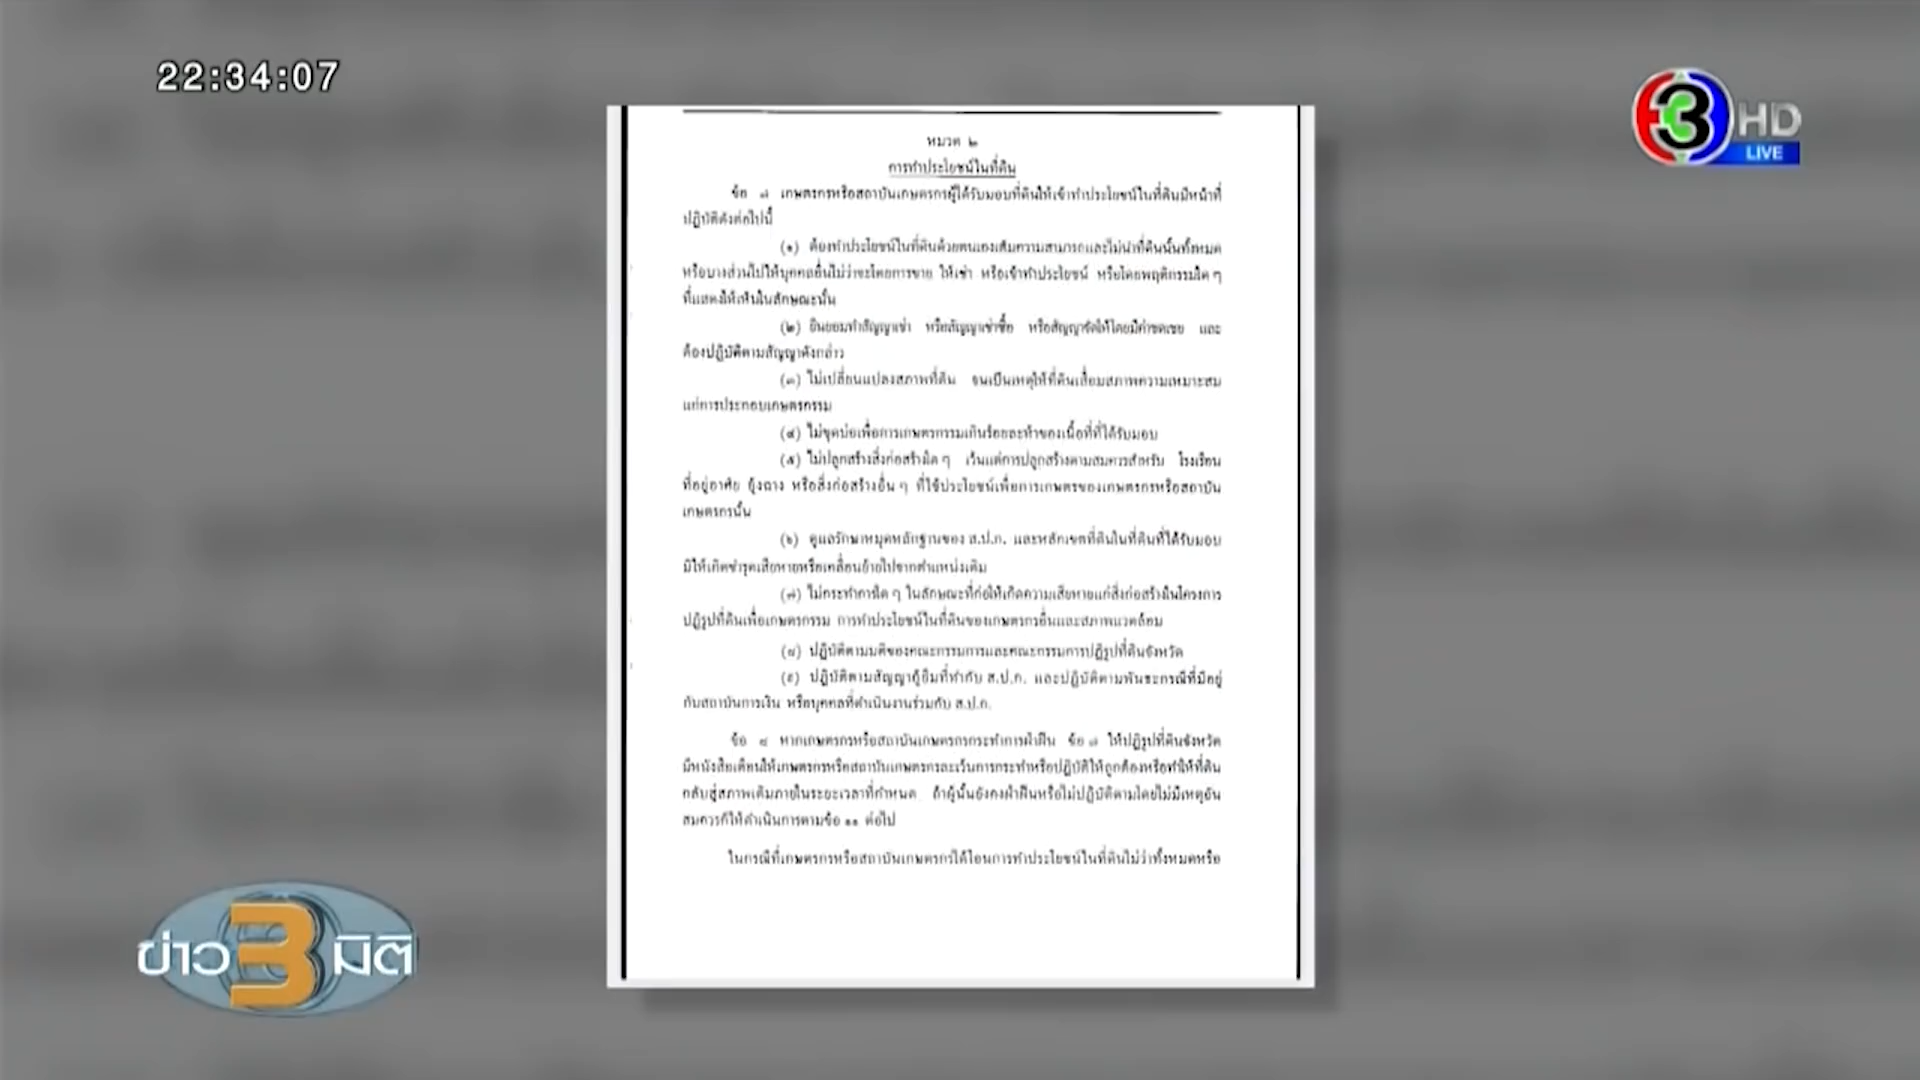 22:34:07
3 HD
LIVE
หมวด ๒
การทำประโยชน์ในที่ดิน
ข้อ ๗ เกษตรกรหรือสถาบันเกษตรกรผู้ได้รับมอบที่ดินให้เข้าทำประโยชน์ในที่ดินมีหน้าที่
ปฏิบัติดังต่อไปนี้
(๑) ต้องทำประโยชน์ในที่ดินด้วยตนเองเต็มความสามารถและไม่นำที่ดินนั้นทั้งหมด
หรือบางส่วนไปให้บุคคลอื่นไม่ว่าจะโดยการขาย ให้เช่า หรือเข้าทำประโยชน์ หรือโดยพฤติกรรมใด ๆ
ที่แสดงให้เห็นในลักษณะนั้น
(๒) ยินยอมทำสัญญาเช่า หรือสัญญาเช่าซื้อ หรือสัญญาจัดให้โดยมีค่าชดเชย และ
ต้องปฏิบัติตามสัญญาดังกล่าว
(๓) ไม่เปลี่ยนแปลงสภาพที่ดิน จนเป็นเหตุให้ที่ดินเสื่อมสภาพความเหมาะสม
แก่การประกอบเกษตรกรรม
(๔) ไม่ขุดบ่อเพื่อการเกษตรกรรมเกินร้อยละห้าของเนื้อที่ที่ได้รับมอบ
(๕) ไม่ปลูกสร้างสิ่งก่อสร้างใด ๆ เว้นแต่การปลูกสร้างตามสมควรสำหรับ โรงเรือน
ที่อยู่อาศัย ยุ้งฉาง หรือสิ่งก่อสร้างอื่น ๆ ที่ใช้ประโยชน์เพื่อการเกษตรของเกษตรกรหรือสถาบัน
เกษตรกรนั้น
(๖) ดูแลรักษาหมุดหลักฐานของ ส.ป.ก. และหลักเขตที่ดินในที่ดินที่ได้รับมอบ
มิให้เกิดชำรุดเสียหายหรือเคลื่อนย้ายไปจากตำแหน่งเดิม
(๗) ไม่กระทำการใด ๆ ในลักษณะที่ก่อให้เกิดความเสียหายแก่สิ่งก่อสร้างในโครงการ
ปฏิรูปที่ดินเพื่อเกษตรกรรม การทำประโยชน์ในที่ดินของเกษตรกรอื่นและสภาพแวดล้อม
(๘) ปฏิบัติตามมติของคณะกรรมการและคณะกรรมการปฏิรูปที่ดินจังหวัด
(๙) ปฏิบัติตามสัญญากู้ยืมที่ทำกับ ส.ป.ก. และปฏิบัติตามพันธะกรณีที่มีอยู่
กับสถาบันการเงิน หรือบุคคลที่ดำเนินงานร่วมกับ ส.ป.ก.
ข้อ ๘ หากเกษตรกรหรือสถาบันเกษตรกรกระทำการฝ่าฝืน ข้อ ๗ ให้ปฏิรูปที่ดินจังหวัด
มีหนังสือเตือนให้เกษตรกรหรือสถาบันเกษตรกรละเว้นการกระทำหรือปฏิบัติให้ถูกต้องหรือทำให้ที่ดิน
กลับสู่สภาพเดิมภายในระยะเวลาที่กำหนด ถ้าผู้นั้นยังคงฝ่าฝืนหรือไม่ปฏิบัติตามโดยไม่มีเหตุอัน
สมควรก็ให้ดำเนินการตามข้อ ๑๑ ต่อไป
ในกรณีที่เกษตรกรหรือสถาบันเกษตรกรได้โอนการทำประโยชน์ในที่ดินไม่ว่าทั้งหมดหรือ
ข่าว 3 มิติ